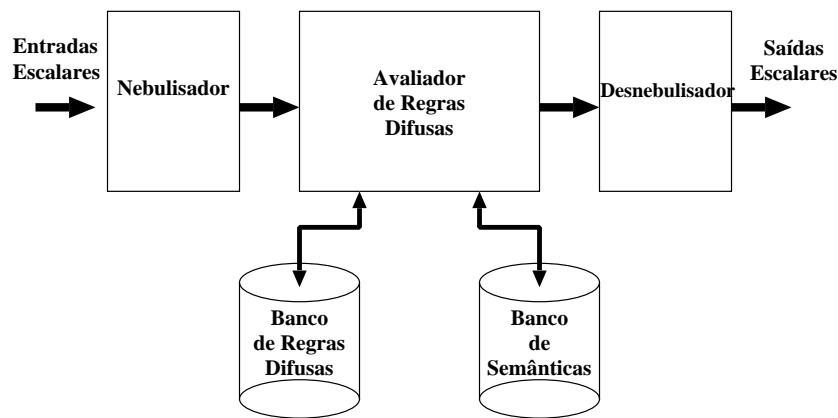 Entradas
Escalares
Nebulisador
Avaliador
de Regras
Difusas
Desnebulisador
Saídas
Escalares
Banco
de Regras
Difusas
Banco
de
Semânticas